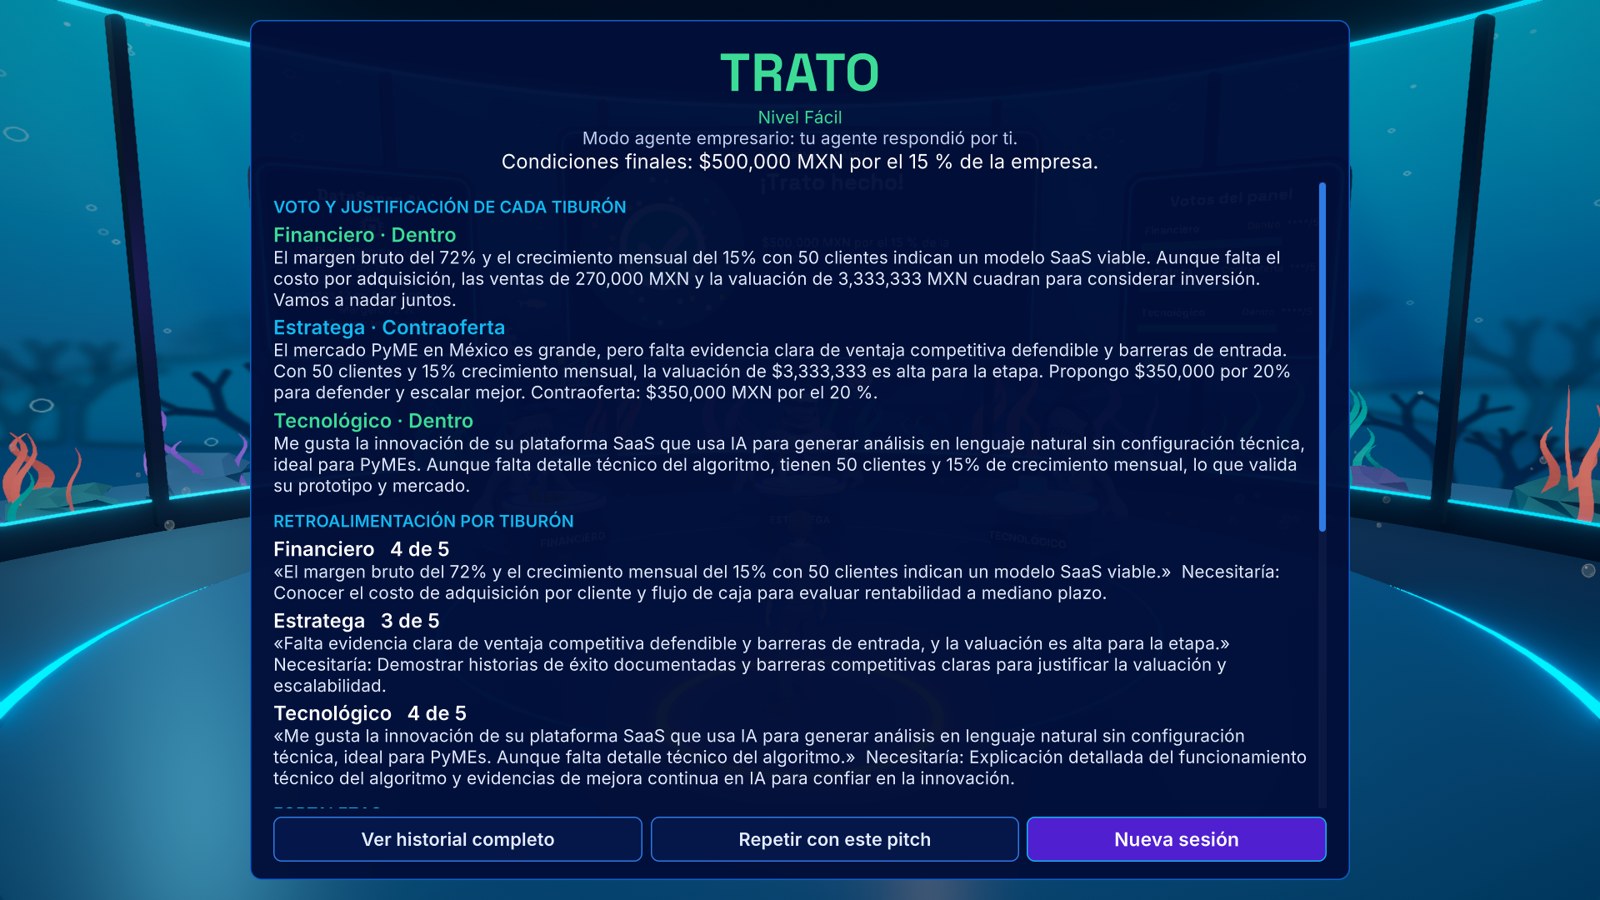 TRATO
Nivel Fácil
Modo agente empresario: tu agente respondió por ti.
Condiciones finales: $500,000 MXN por el 15 % de la empresa.
¡Trato hecho!
Votos del panel
VOTO Y JUSTIFICACIÓN DE CADA TIBURÓN
Financiero · Dentro
El margen bruto del 72% y el crecimiento mensual del 15% con 50 clientes indican un modelo SaaS viable. Aunque falta el
costo por adquisición, las ventas de 270,000 MXN y la valuación de 3,333,333 MXN cuadran para considerar inversión.
Vamos a nadar juntos.
Estratega · Contraoferta
El mercado PyME en México es grande, pero falta evidencia clara de ventaja competitiva defendible y barreras de entrada.
Con 50 clientes y 15% crecimiento mensual, la valuación de $3,333,333 es alta para la etapa. Propongo $350,000 por 20%
para defender y escalar mejor. Contraoferta: $350,000 MXN por el 20 %.
Tecnológico · Dentro
Me gusta la innovación de su plataforma SaaS que usa IA para generar análisis en lenguaje natural sin configuración técnica,
ideal para PyMEs. Aunque falta detalle técnico del algoritmo, tienen 50 clientes y 15% de crecimiento mensual, lo que valida
su prototipo y mercado.
RETROALIMENTACIÓN POR TIBURÓN
FINANCIERO
TECNOLÓGICO
Financiero 4 de 5
«El margen bruto del 72% y el crecimiento mensual del 15% con 50 clientes indican un modelo SaaS viable.» Necesitaría:
Conocer el costo de adquisición por cliente y flujo de caja para evaluar rentabilidad a mediano plazo.
Estratega 3 de 5
«Falta evidencia clara de ventaja competitiva defendible y barreras de entrada, y la valuación es alta para la etapa.»
Necesitaría: Demostrar historias de éxito documentadas y barreras competitivas claras para justificar la valuación y
escalabilidad.
Tecnológico 4 de 5
«Me gusta la innovación de su plataforma SaaS que usa IA para generar análisis en lenguaje natural sin configuración
técnica, ideal para PyMEs. Aunque falta detalle técnico del algoritmo.» Necesitaría: Explicación detallada del funcionamiento
técnico del algoritmo y evidencias de mejora continua en IA para confiar en la innovación.
Ver historial completo
Repetir con este pitch
Nueva sesión